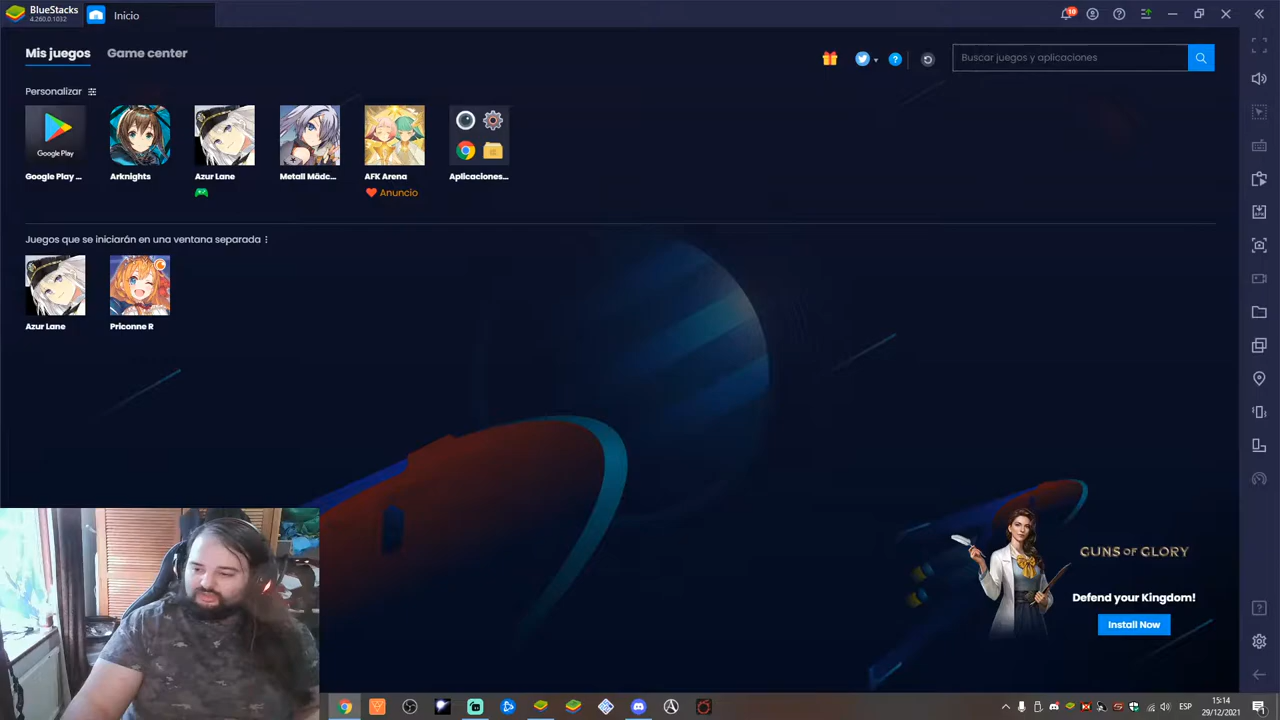 BlueStacks
4.260.0.1032
Inicio
10
Mis juegos
Game center
Buscar juegos y aplicaciones
Personalizar
Google Play
Google Play ...
Arknights
Azur Lane
Metall Mädc...
AFK Arena
Aplicaciones...
Anuncio
Juegos que se iniciarán en una ventana separada
Azur Lane
Priconne R
GUNS OF GLORY
Defend your Kingdom!
Install Now
ESP
15:14
29/12/2021